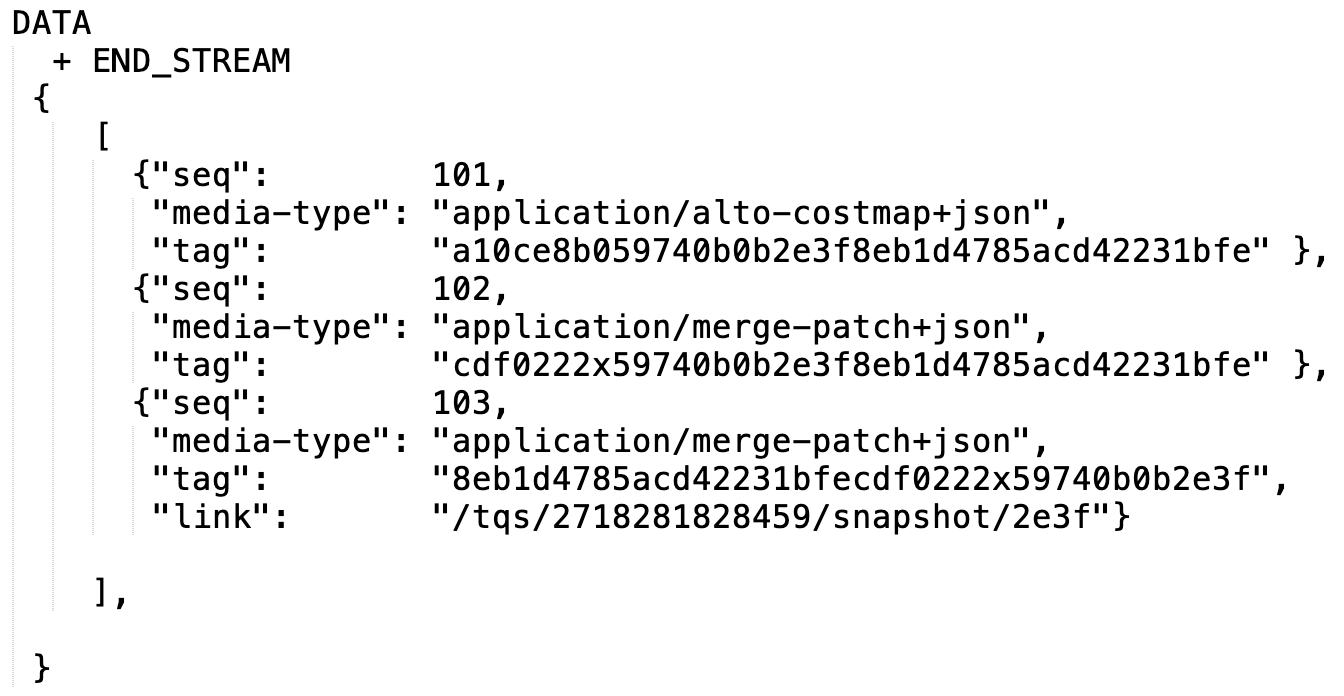 DATA
  + END_STREAM
 {
    [
      {"seq":        101,
       "media-type": "application/alto-costmap+json",
       "tag":        "a10ce8b059740b0b2e3f8eb1d4785acd42231bfe" },
      {"seq":        102,
       "media-type": "application/merge-patch+json",
       "tag":        "cdf0222x59740b0b2e3f8eb1d4785acd42231bfe" },
      {"seq":        103,
       "media-type": "application/merge-patch+json",
       "tag":        "8eb1d4785acd42231bfecdf0222x59740b0b2e3f",
       "link":       "/tqs/2718281828459/snapshot/2e3f"}
    ],
 }